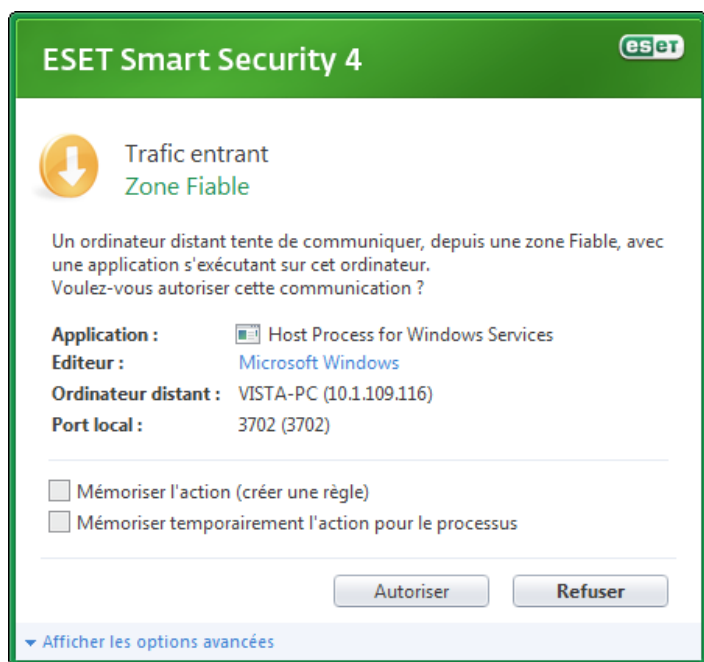 ESET Smart Security 4
eset
Trafic entrant
Zone Fiable
Un ordinateur distant tente de communiquer, depuis une zone Fiable, avec
une application s'exécutant sur cet ordinateur.
Voulez-vous autoriser cette communication ?
Application : Host Process for Windows Services
Editeur : Microsoft Windows
Ordinateur distant : VISTA-PC (10.1.109.116)
Port local : 3702 (3702)
Mémoriser l'action (créer une règle)
Mémoriser temporairement l'action pour le processus
Autoriser Refuser
Afficher les options avancées